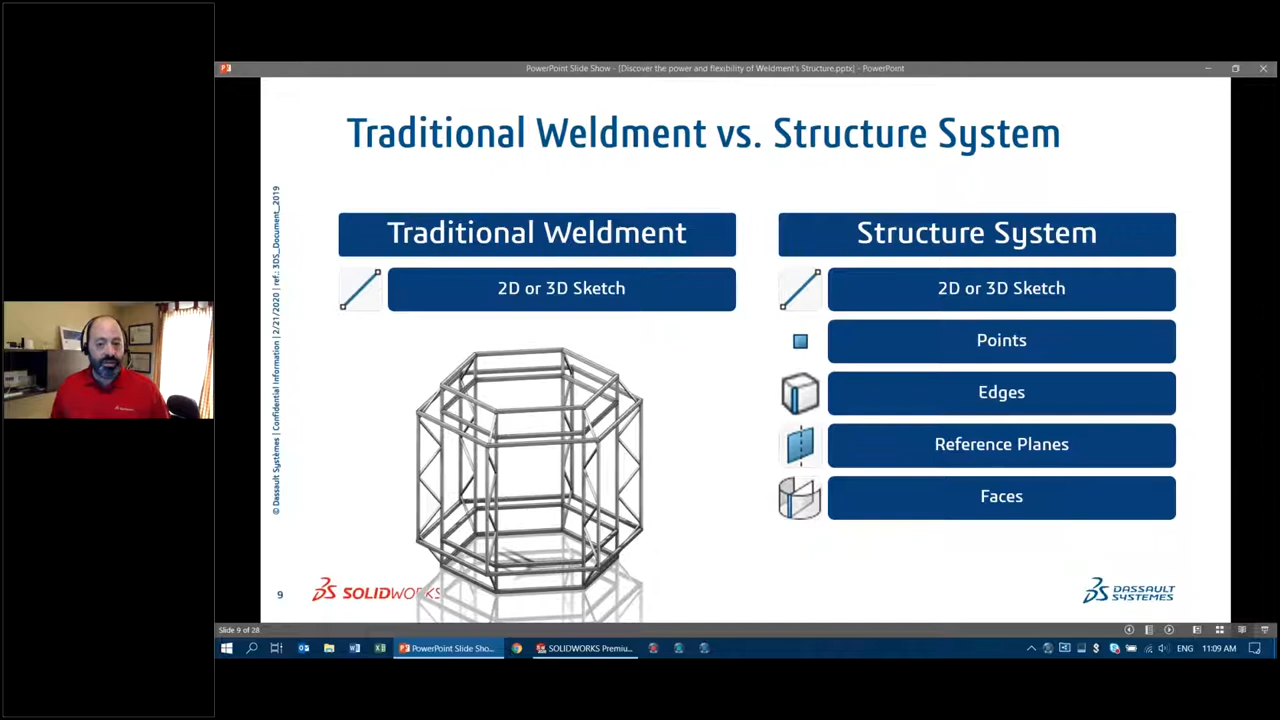 PowerPoint Slide Show - [Discover the power and flexibility of Weldment's Structure.pptx] - PowerPoint
Traditional Weldment vs. Structure System
© Dassault Systèmes | Confidential Information | 2/21/2020 | ref.: 3DS_Document_2019
Traditional Weldment
2D or 3D Sketch
Structure System
2D or 3D Sketch
Points
Edges
Reference Planes
Faces
9
SOLIDWORKS
DASSAULT
SYSTEMES
Slide 9 of 28
PowerPoint Slide Sho...
SOLIDWORKS Premiu...
ENG
11:09 AM